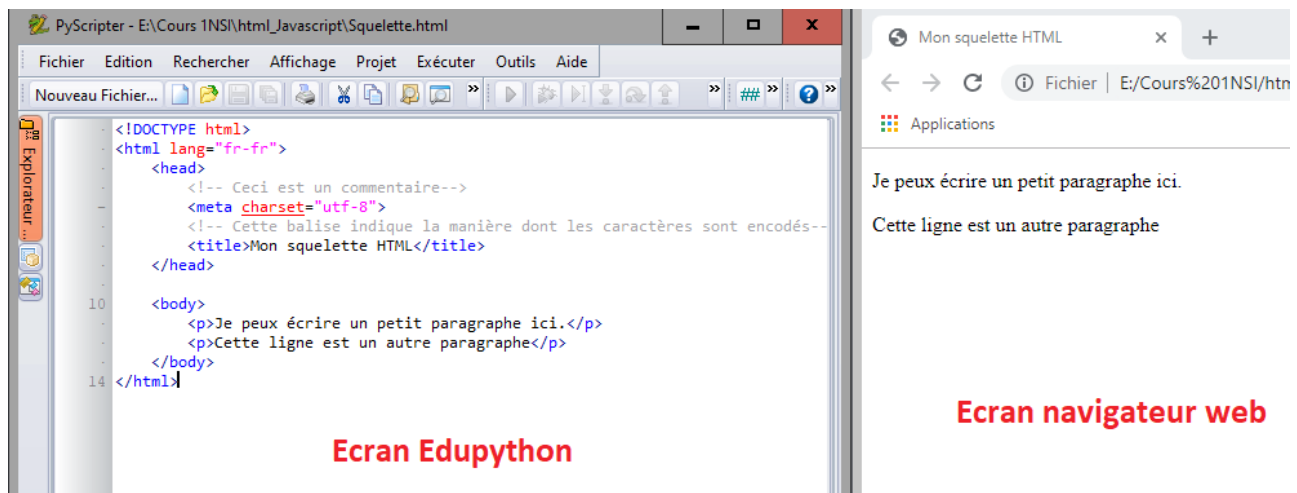 PyScripter - E:\Cours 1NSI\html_Javascript\Squelette.html
Fichier Edition Rechercher Affichage Projet Exécuter Outils Aide
Nouveau Fichier... » » ## » »
Explorateur ...
<!DOCTYPE html>
<html lang="fr-fr">
<head>
<!-- Ceci est un commentaire-->
<meta charset="utf-8">
<!-- Cette balise indique la manière dont les caractères sont encodés--
<title>Mon squelette HTML</title>
</head>
10 <body>
<p>Je peux écrire un petit paragraphe ici.</p>
<p>Cette ligne est un autre paragraphe</p>
</body>
14 </html>
Ecran Edupython
Mon squelette HTML
Fichier | E:/Cours%201NSI/htm
Applications
Je peux écrire un petit paragraphe ici.
Cette ligne est un autre paragraphe
Ecran navigateur web